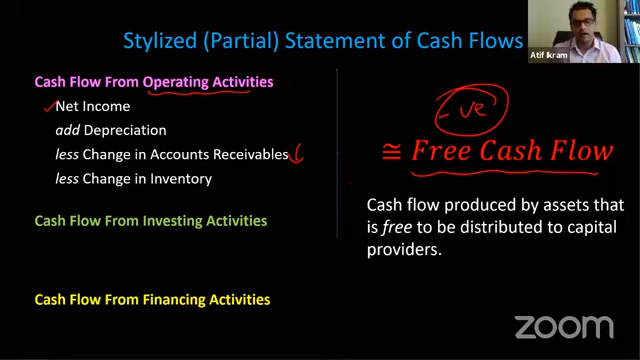 Stylized (Partial) Statement of Cash Flows
Atif Ikram
Cash Flow From Operating Activities
Net Income
add Depreciation
less Change in Accounts Receivables
less Change in Inventory
Cash Flow From Investing Activities
Cash Flow From Financing Activities
-ve
≅ Free Cash Flow
Cash flow produced by assets that
is free to be distributed to capital
providers.
zoom